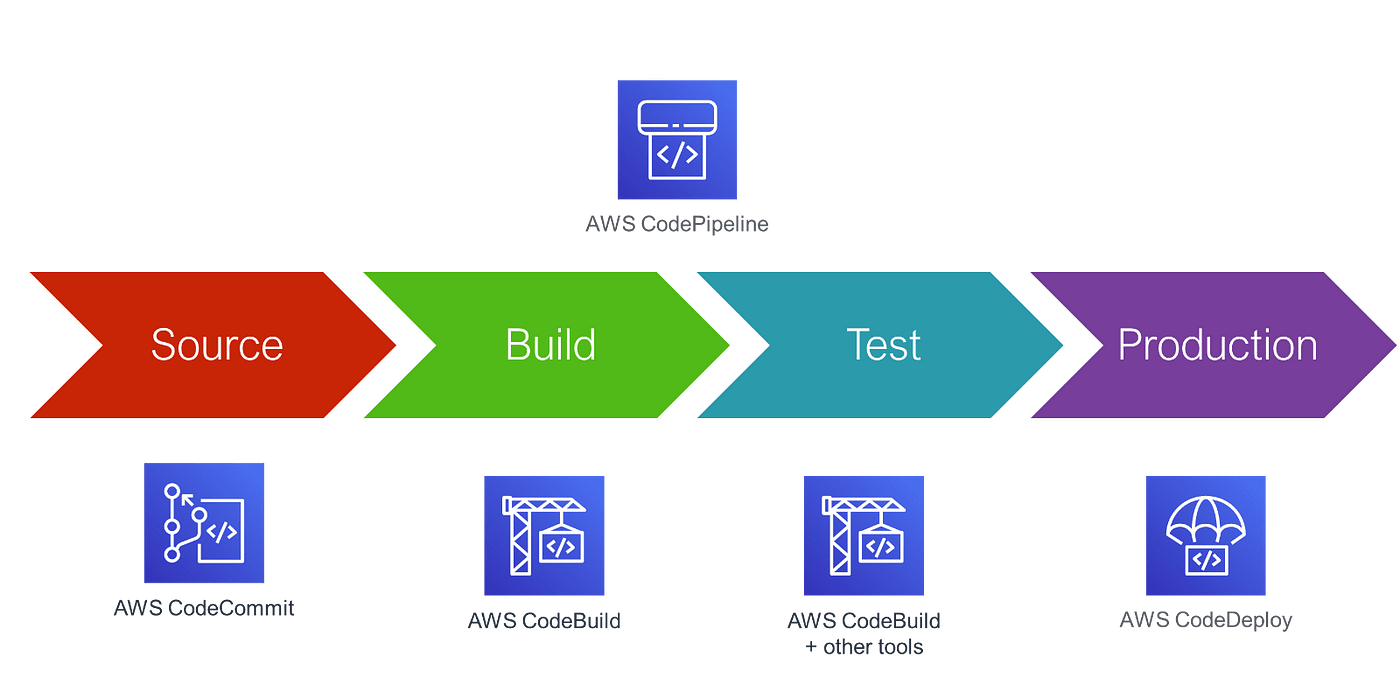 </>
AWS CodePipeline
Source
Build
Test
Production
</>
</>
</>
</>
AWS CodeCommit
AWS CodeBuild
AWS CodeBuild
+ other tools
AWS CodeDeploy